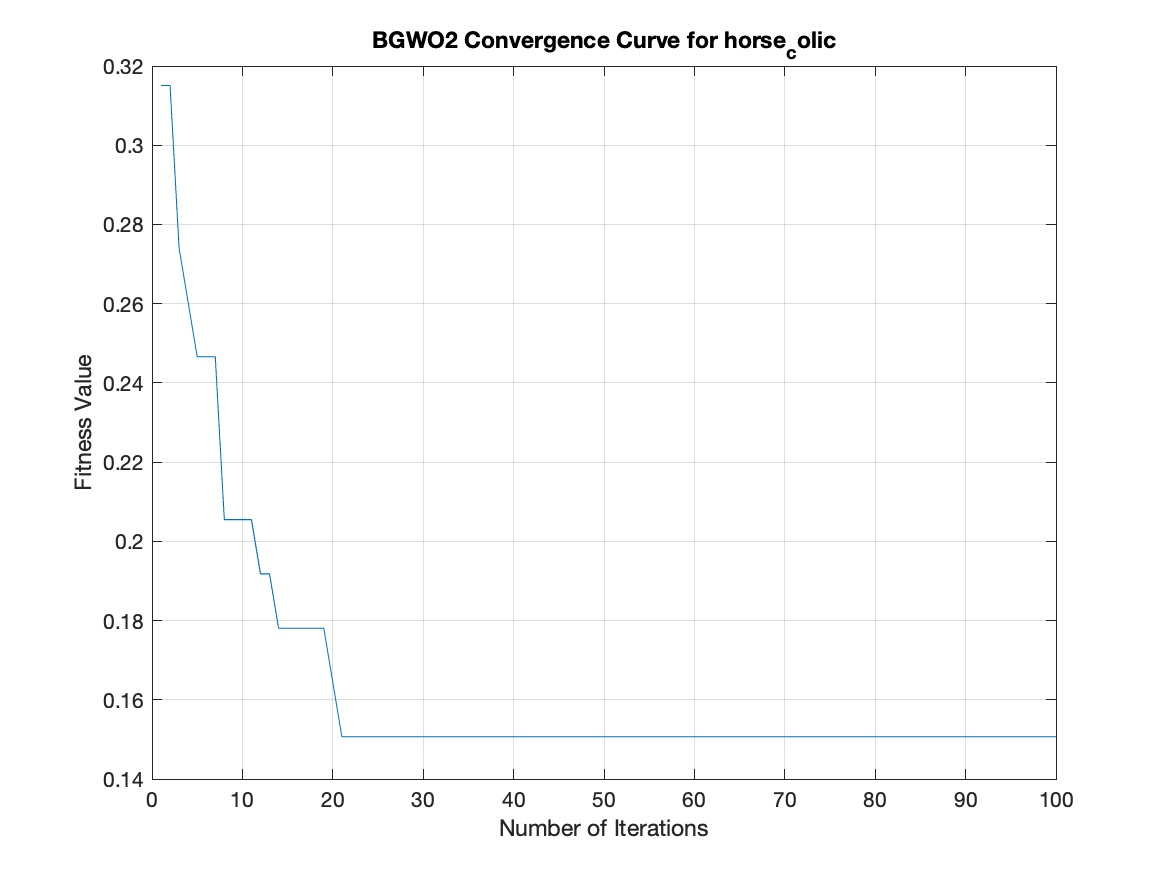 BGWO2 Convergence Curve for horse_colic
0.32
0.3
0.28
0.26
0.24
0.22
0.2
0.18
0.16
0.14
Fitness Value
0 10 20 30 40 50 60 70 80 90 100
Number of Iterations